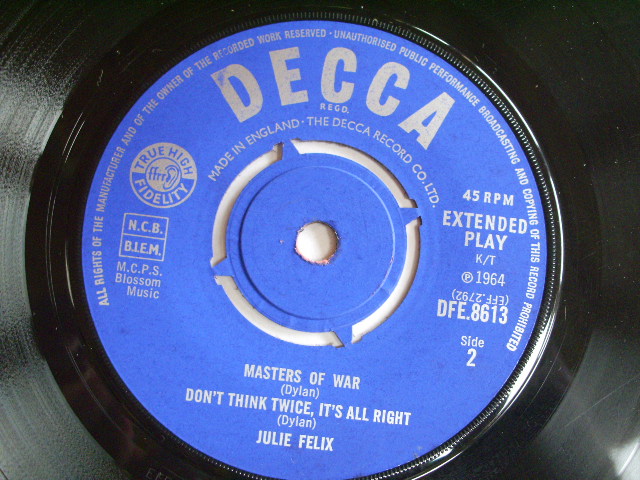 ALL RIGHTS OF THE MANUFACTURER AND OF THE OWNER OF THE RECORDED WORK RESERVED · UNAUTHORISED PUBLIC PERFORMANCE BROADCASTING AND COPYING OF THIS RECORD PROHIBITED
DECCA
REGD.
MADE IN ENGLAND · THE DECCA RECORD CO. LTD.
TRUE HIGH
ffrr
FIDELITY
N.C.B.
B.I.E.M.
M.C.P.S.
Blossom
Music
45 RPM
EXTENDED
PLAY
K/T
Ⓟ 1964
(EFF.2792)
DFE.8613
Side
2
MASTERS OF WAR
(Dylan)
DON'T THINK TWICE, IT'S ALL RIGHT
(Dylan)
JULIE FELIX